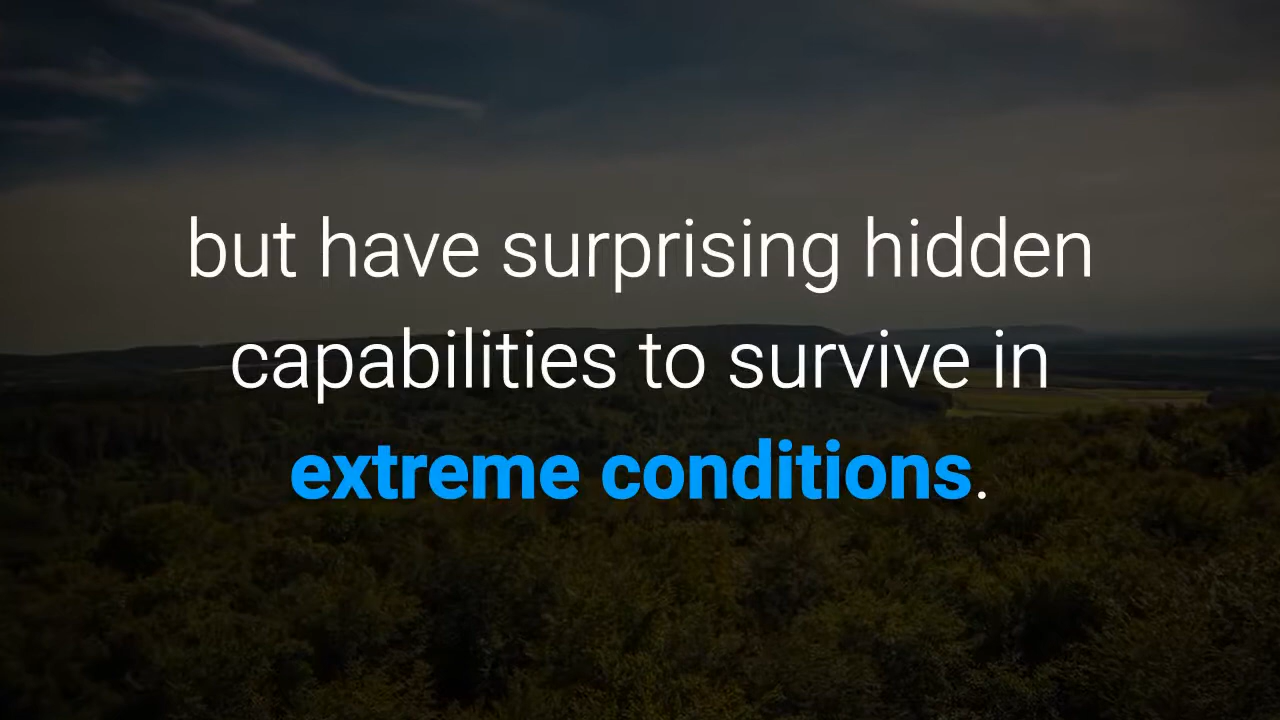 but have surprising hidden
capabilities to survive in
extreme conditions.